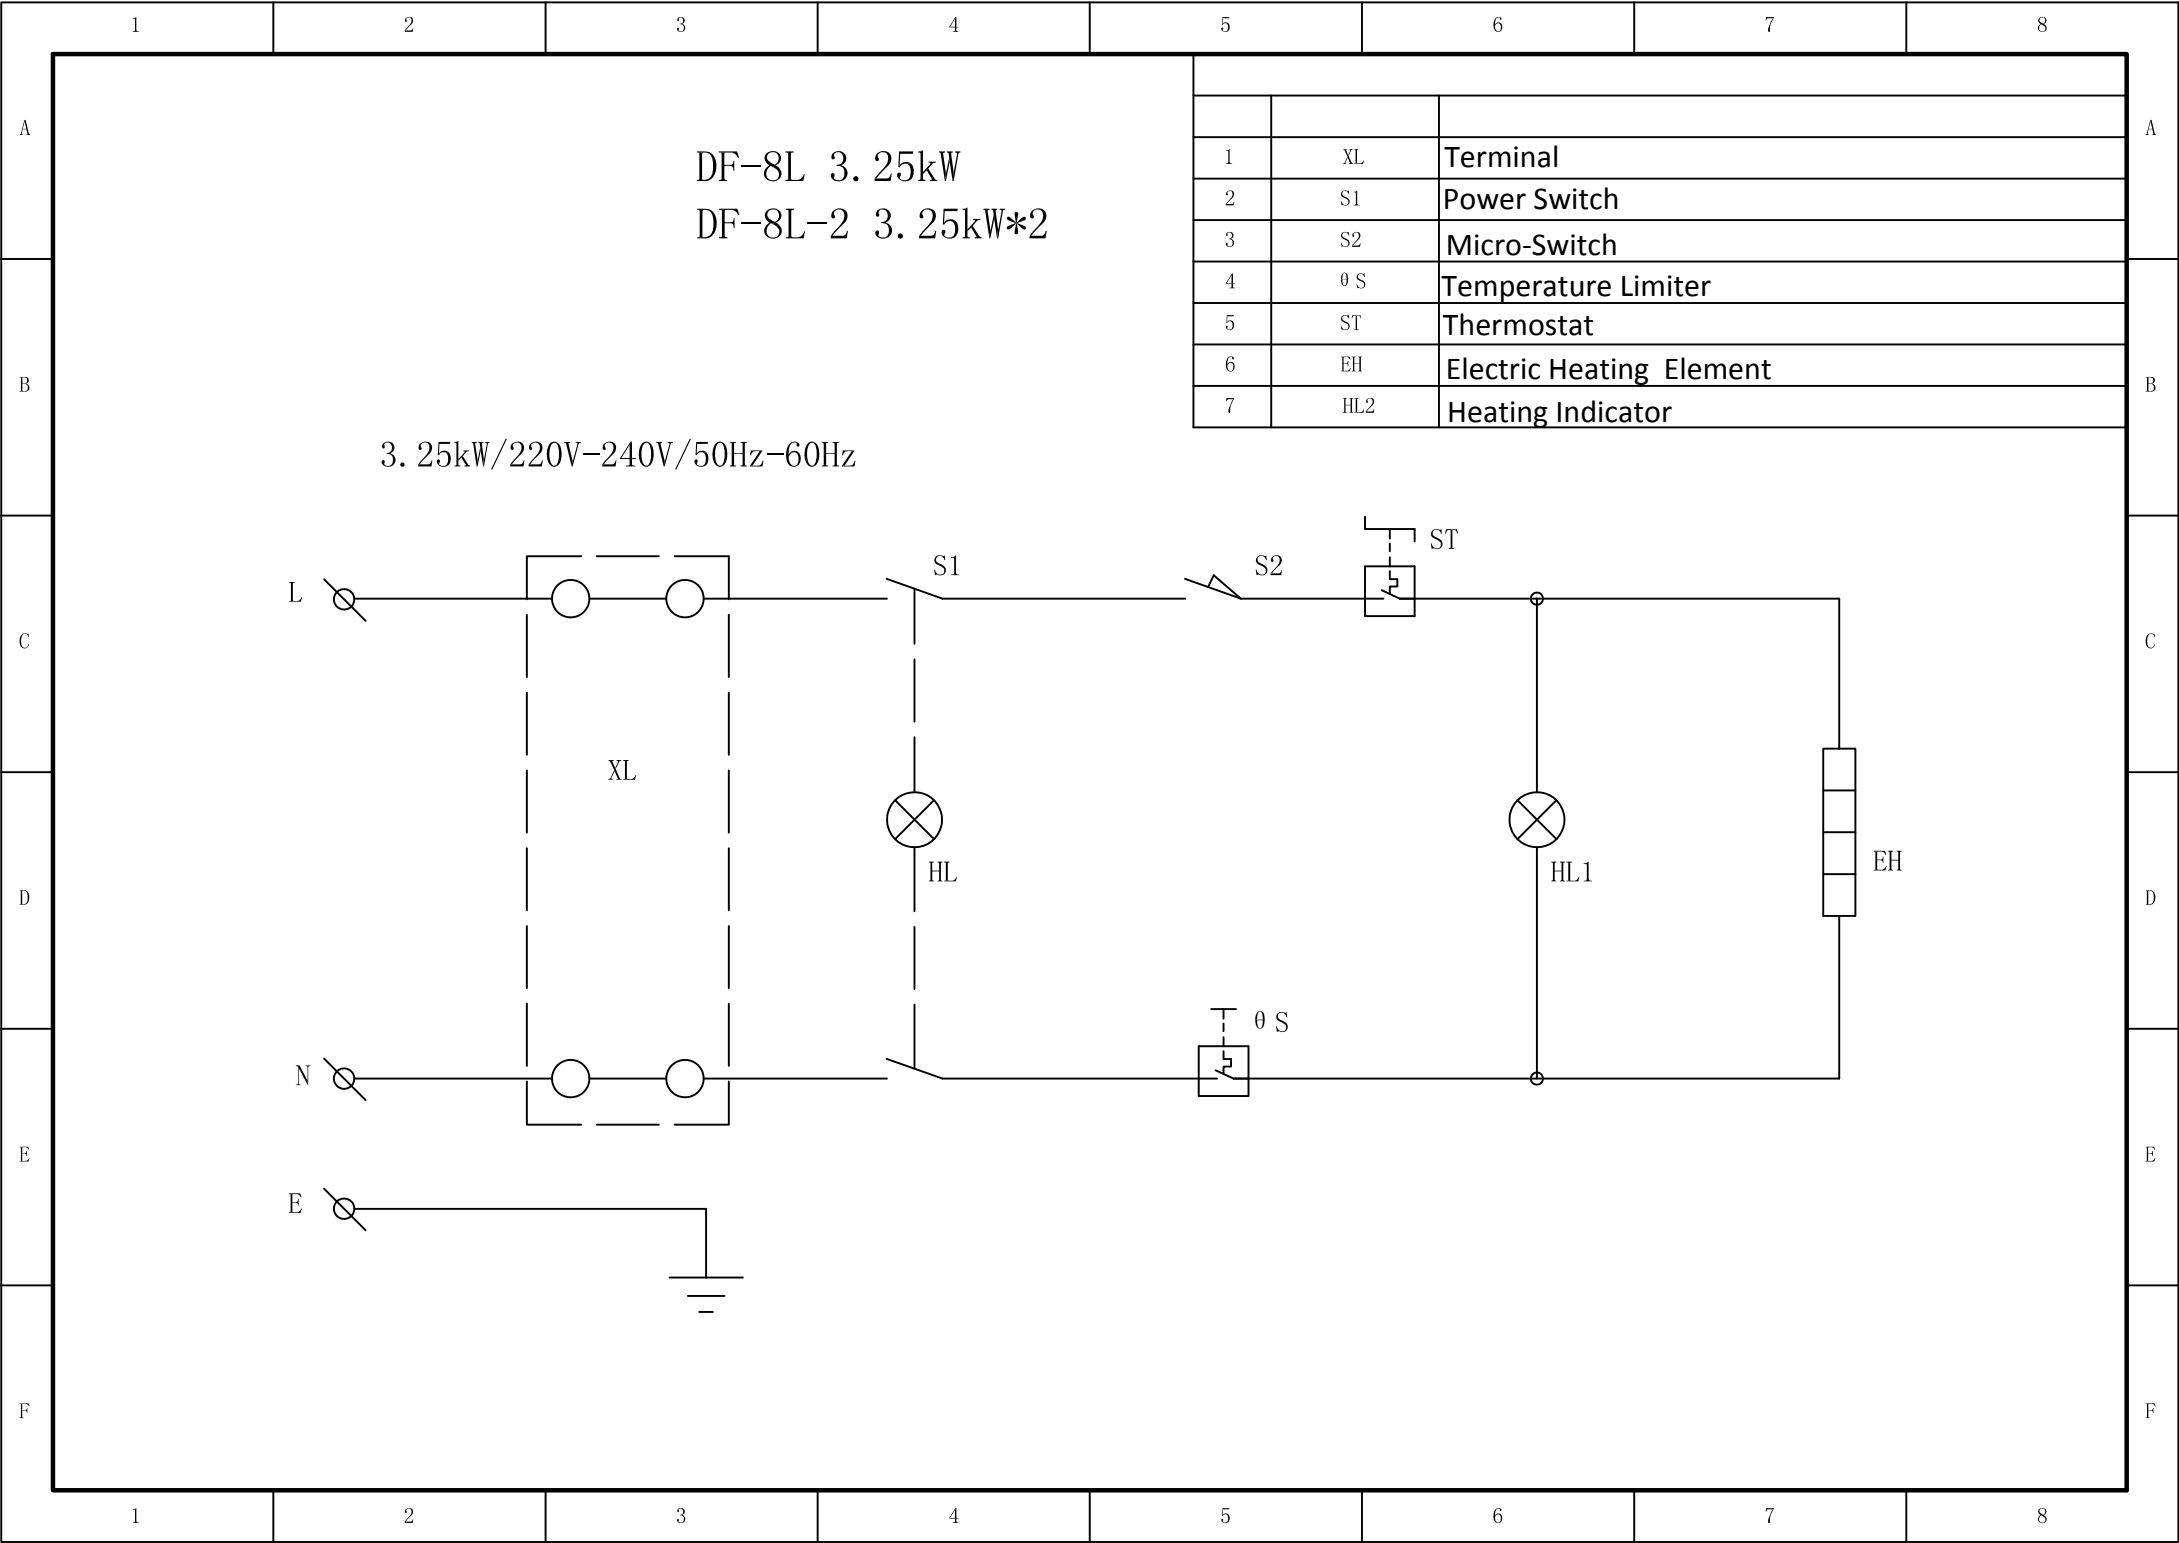 1 2 3 4 5 6 7 8
A A
DF-8L 3.25kW
DF-8L-2 3.25kW*2
1 XL Terminal
2 S1 Power Switch
3 S2 Micro-Switch
4 θ S Temperature Limiter
5 ST Thermostat
6 EH Electric Heating Element
7 HL2 Heating Indicator
B B
3.25kW/220V-240V/50Hz-60Hz
ST
S1 S2
L
C C
XL
HL HL1 EH
D D
θ S
N
E E
E
F F
1 2 3 4 5 6 7 8